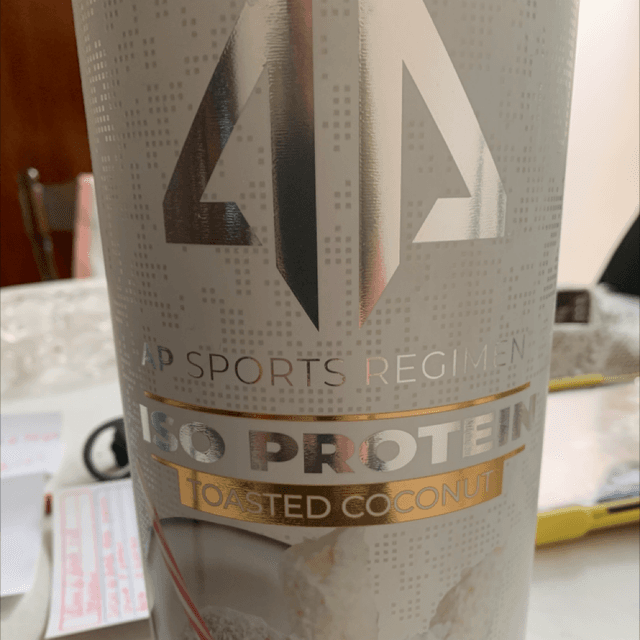 AP SPORTS REGIMEN
ISO PROTEIN
TOASTED COCONUT